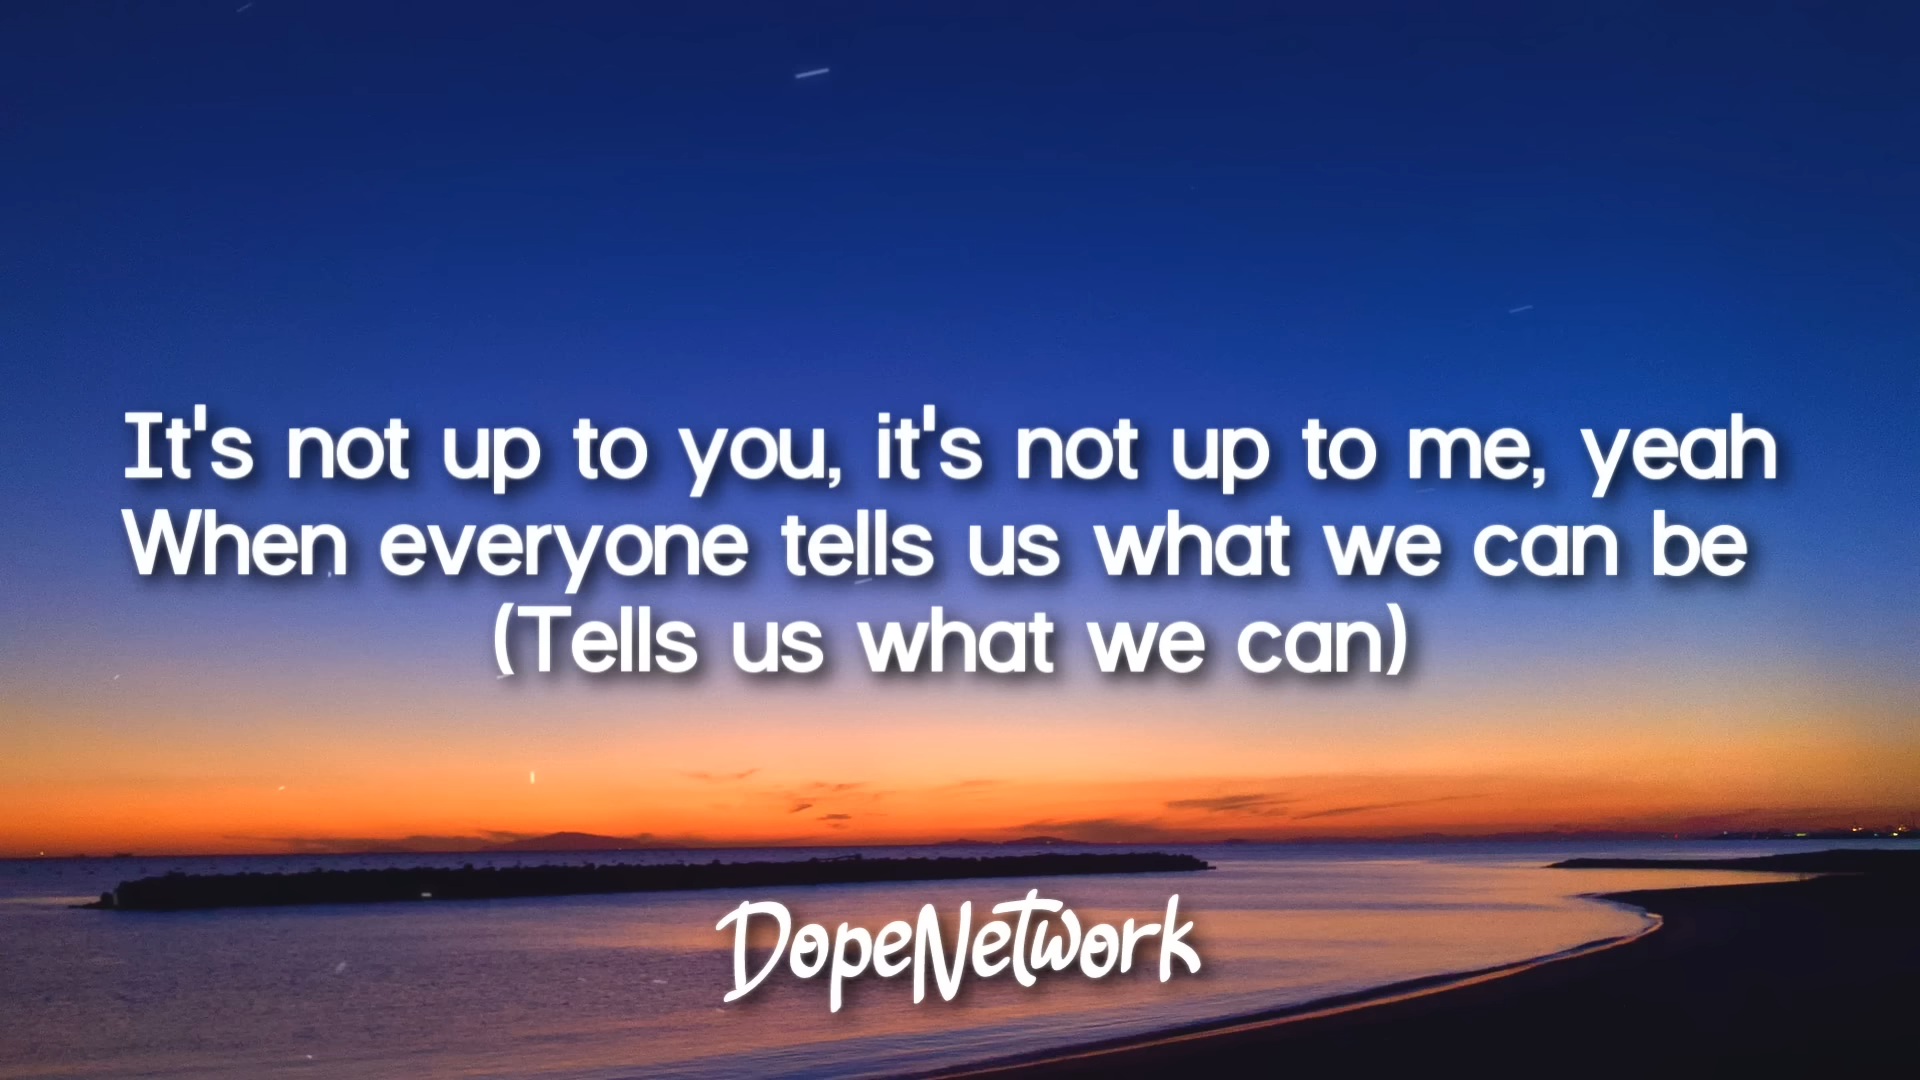 It's not up to you, it's not up to me, yeah
When everyone tells us what we can be
(Tells us what we can)
DopeNetwork